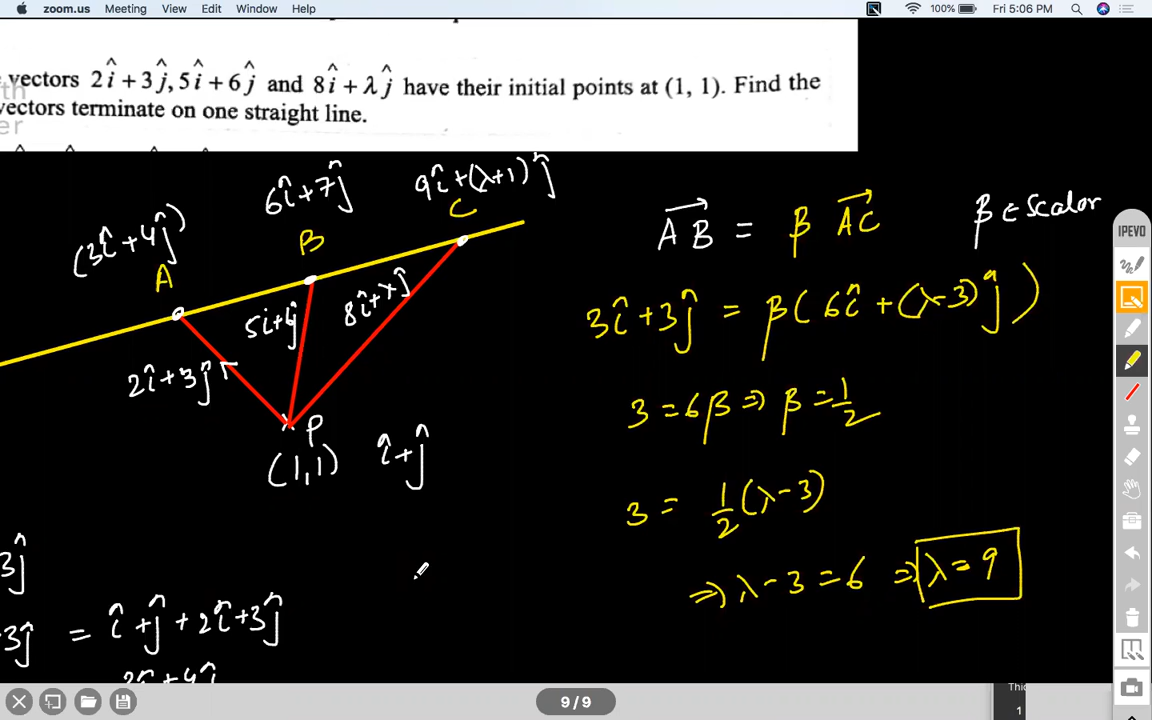 zoom.us Meeting View Edit Window Help 100% Fri 5:06 PM
vectors 2î + 3ĵ, 5î + 6ĵ and 8î + λĵ have their initial points at (1, 1). Find the
vectors terminate on one straight line.
(3î+4ĵ)
6î+7ĵ
9î+(λ+1)ĵ
A
B
C
2î+3ĵ
8î+λĵ
P
(1,1) î+ĵ
3ĵ
+3ĵ = î+ĵ+2î+3ĵ
AB = β AC β ∈ Scalar
3î+3ĵ = β(6î+(λ-3)ĵ)
3=6β ⇒ β=1/2
3 = 1/2(λ-3)
⇒ λ-3=6 ⇒ λ=9
IPEVO
9 / 9
1